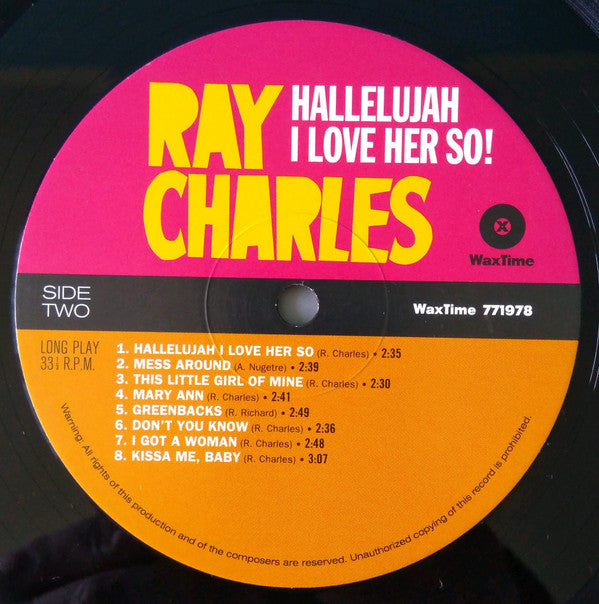 RAY CHARLES
HALLELUJAH
I LOVE HER SO!
WaxTime
SIDE
TWO
WaxTime 771978
LONG PLAY
33⅓ R.P.M.
1. HALLELUJAH I LOVE HER SO (R. Charles) • 2:35
2. MESS AROUND (A. Nugetre) • 2:39
3. THIS LITTLE GIRL OF MINE (R. Charles) • 2:30
4. MARY ANN (R. Charles) • 2:41
5. GREENBACKS (R. Richard) • 2:49
6. DON'T YOU KNOW (R. Charles) • 2:36
7. I GOT A WOMAN (R. Charles) • 2:48
8. KISSA ME, BABY (R. Charles) • 3:07
Warning: All rights of this production and of the composers are reserved. Unauthorized copying of this record is prohibited.